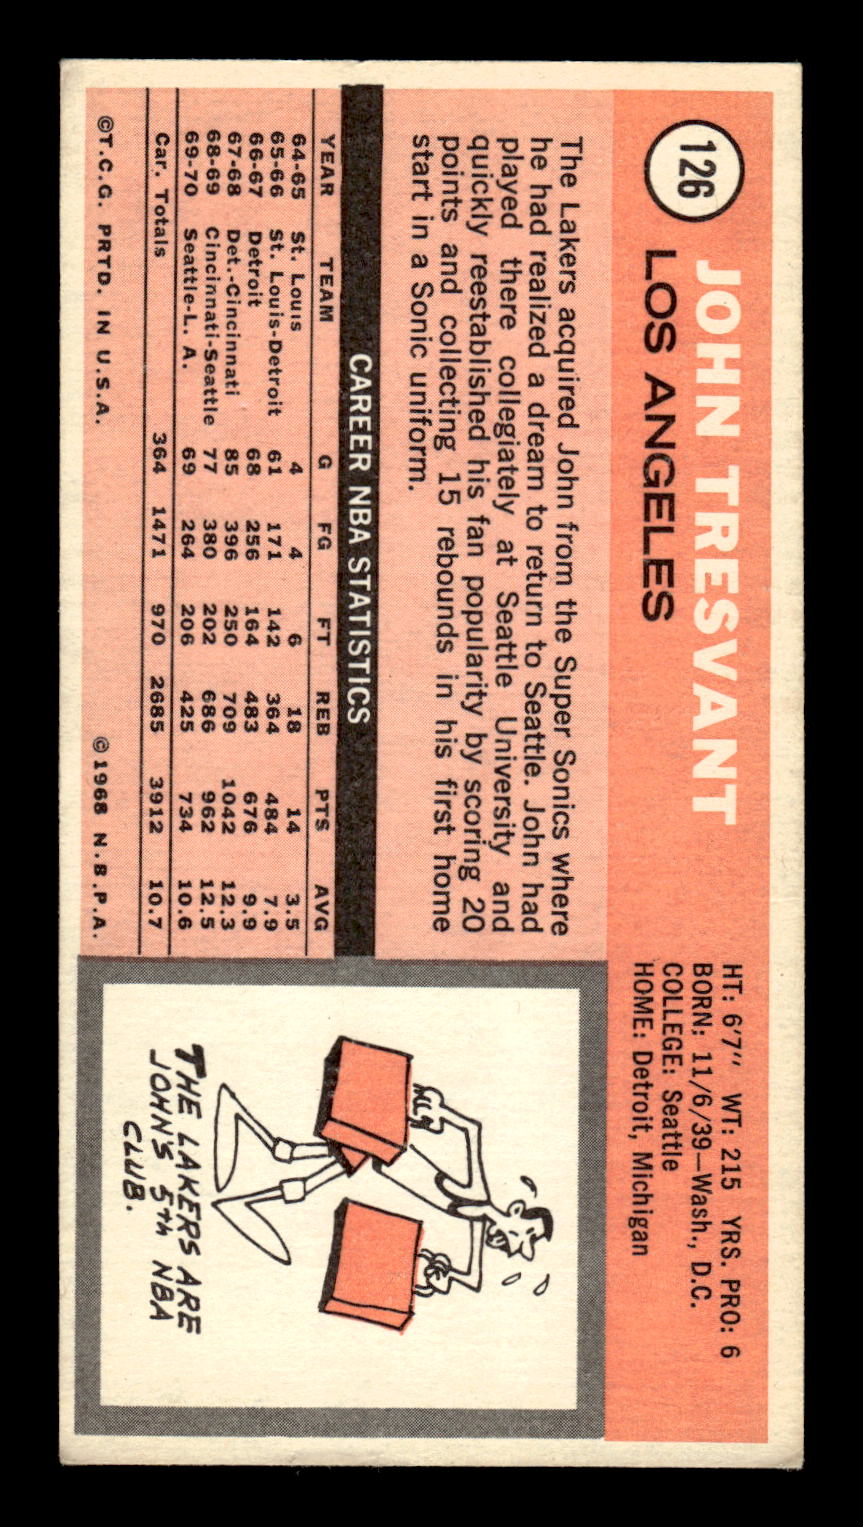 126
JOHN TRESVANT
LOS ANGELES
HT: 6'7" WT: 215 YRS. PRO: 6
BORN: 11/6/39—Wash., D.C.
COLLEGE: Seattle
HOME: Detroit, Michigan
The Lakers acquired John from the Super Sonics where
he had realized a dream to return to Seattle. John had
played there collegiately at Seattle University and
quickly reestablished his fan popularity by scoring 20
points and collecting 15 rebounds in his first home
start in a Sonic uniform.
CAREER NBA STATISTICS
YEAR TEAM G FG FT REB PTS AVG
64-65 St. Louis 4 4 6 18 14 3.5
65-66 St. Louis-Detroit 61 171 142 364 484 7.9
66-67 Detroit 68 256 164 483 676 9.9
67-68 Det.-Cincinnati 85 396 250 709 1042 12.3
68-69 Cincinnati-Seattle 77 380 202 686 962 12.5
69-70 Seattle-L. A. 69 264 206 425 734 10.6
Car. Totals 364 1471 970 2685 3912 10.7
©T.C.G. PRTD. IN U.S.A. ©1968 N.B.P.A.
THE LAKERS ARE
JOHN'S 5TH NBA
CLUB.